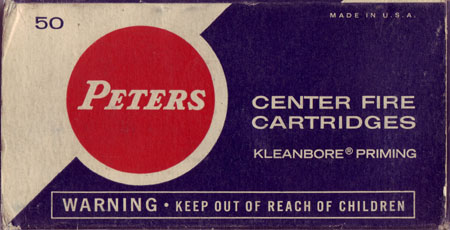 50
MADE IN U.S.A.
PETERS
CENTER FIRE
CARTRIDGES
KLEANBORE® PRIMING
WARNING • KEEP OUT OF REACH OF CHILDREN